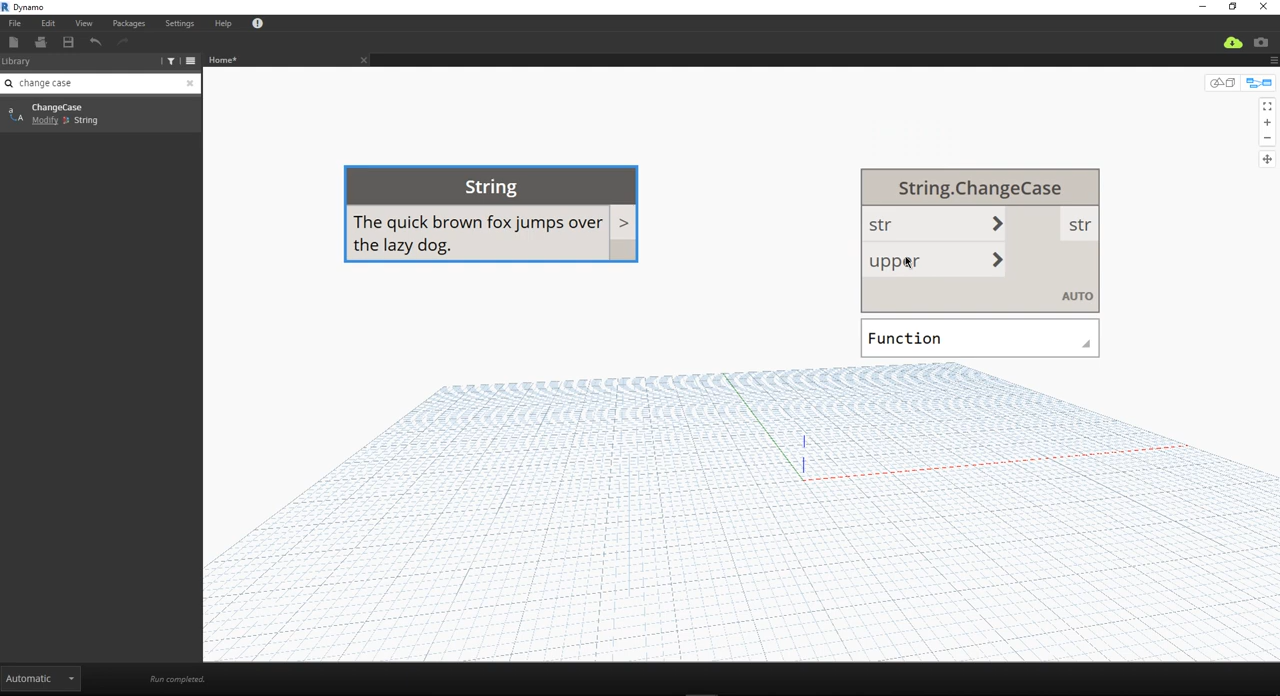 Dynamo
File Edit View Packages Settings Help
Library
Home*
change case
ChangeCase
Modify String
String
The quick brown fox jumps over
the lazy dog.
>
String.ChangeCase
str > str
upper >
AUTO
Function
Automatic
Run completed.